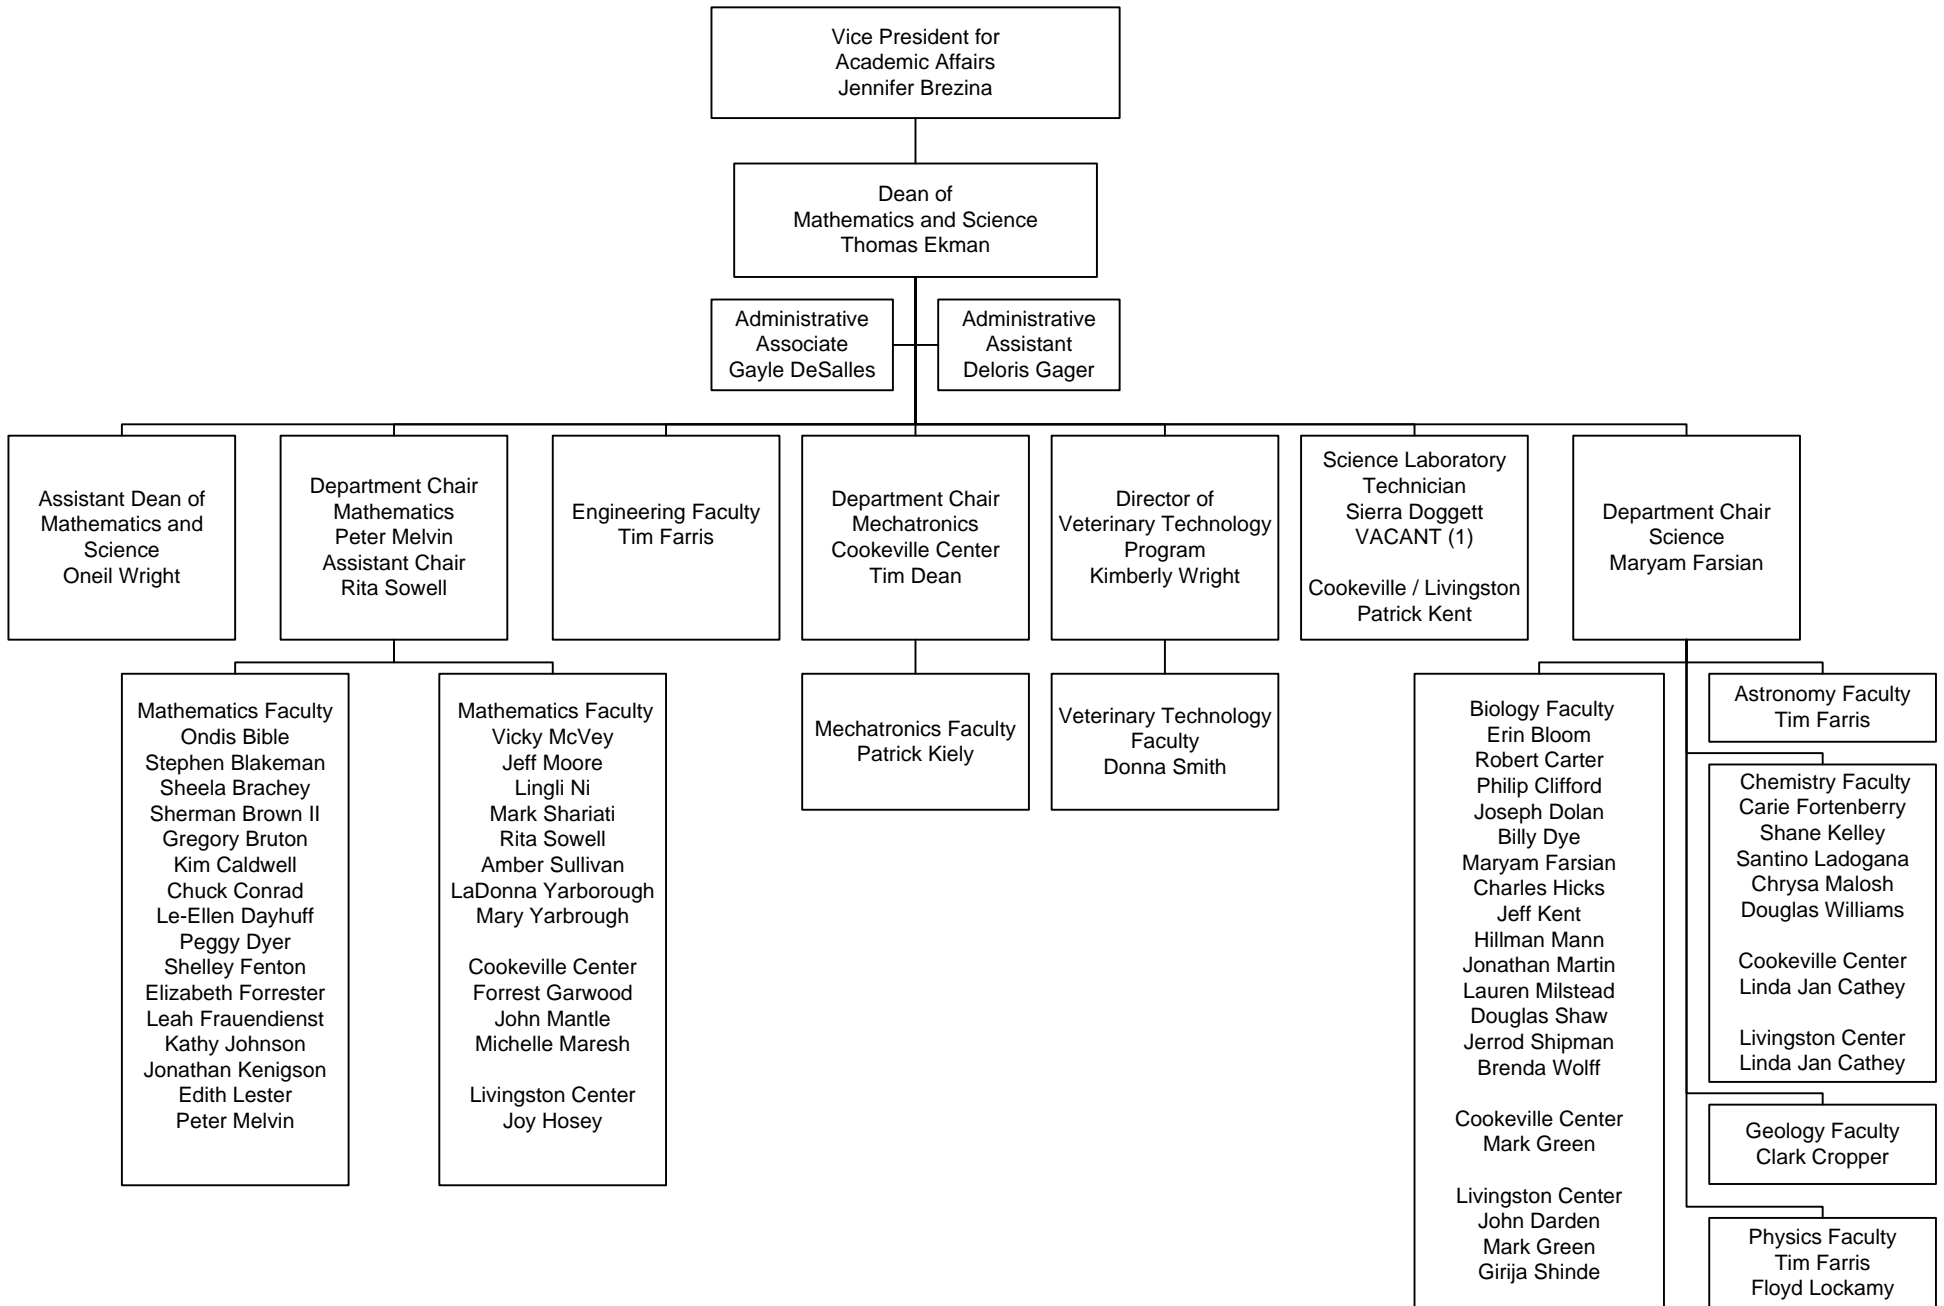 Vice President for
Academic Affairs
Jennifer Brezina
Dean of
Mathematics and Science
Thomas Ekman
Administrative
Associate
Gayle DeSalles
Administrative
Assistant
Deloris Gager
Assistant Dean of
Mathematics and
Science
Oneil Wright
Department Chair
Mathematics
Peter Melvin
Assistant Chair
Rita Sowell
Engineering Faculty
Tim Farris
Department Chair
Mechatronics
Cookeville Center
Tim Dean
Director of
Veterinary Technology
Program
Kimberly Wright
Science Laboratory
Technician
Sierra Doggett
VACANT (1)
Cookeville / Livingston
Patrick Kent
Department Chair
Science
Maryam Farsian
Mathematics Faculty
Ondis Bible
Stephen Blakeman
Sheela Brachey
Sherman Brown II
Gregory Bruton
Kim Caldwell
Chuck Conrad
Le-Ellen Dayhuff
Peggy Dyer
Shelley Fenton
Elizabeth Forrester
Leah Frauendienst
Kathy Johnson
Jonathan Kenigson
Edith Lester
Peter Melvin
Mathematics Faculty
Vicky McVey
Jeff Moore
Lingli Ni
Mark Shariati
Rita Sowell
Amber Sullivan
LaDonna Yarborough
Mary Yarbrough
Cookeville Center
Forrest Garwood
John Mantle
Michelle Maresh
Livingston Center
Joy Hosey
Mechatronics Faculty
Patrick Kiely
Veterinary Technology
Faculty
Donna Smith
Biology Faculty
Erin Bloom
Robert Carter
Philip Clifford
Joseph Dolan
Billy Dye
Maryam Farsian
Charles Hicks
Jeff Kent
Hillman Mann
Jonathan Martin
Lauren Milstead
Douglas Shaw
Jerrod Shipman
Brenda Wolff
Cookeville Center
Mark Green
Livingston Center
John Darden
Mark Green
Girija Shinde
Astronomy Faculty
Tim Farris
Chemistry Faculty
Carie Fortenberry
Shane Kelley
Santino Ladogana
Chrysa Malosh
Douglas Williams
Cookeville Center
Linda Jan Cathey
Livingston Center
Linda Jan Cathey
Geology Faculty
Clark Cropper
Physics Faculty
Tim Farris
Floyd Lockamy